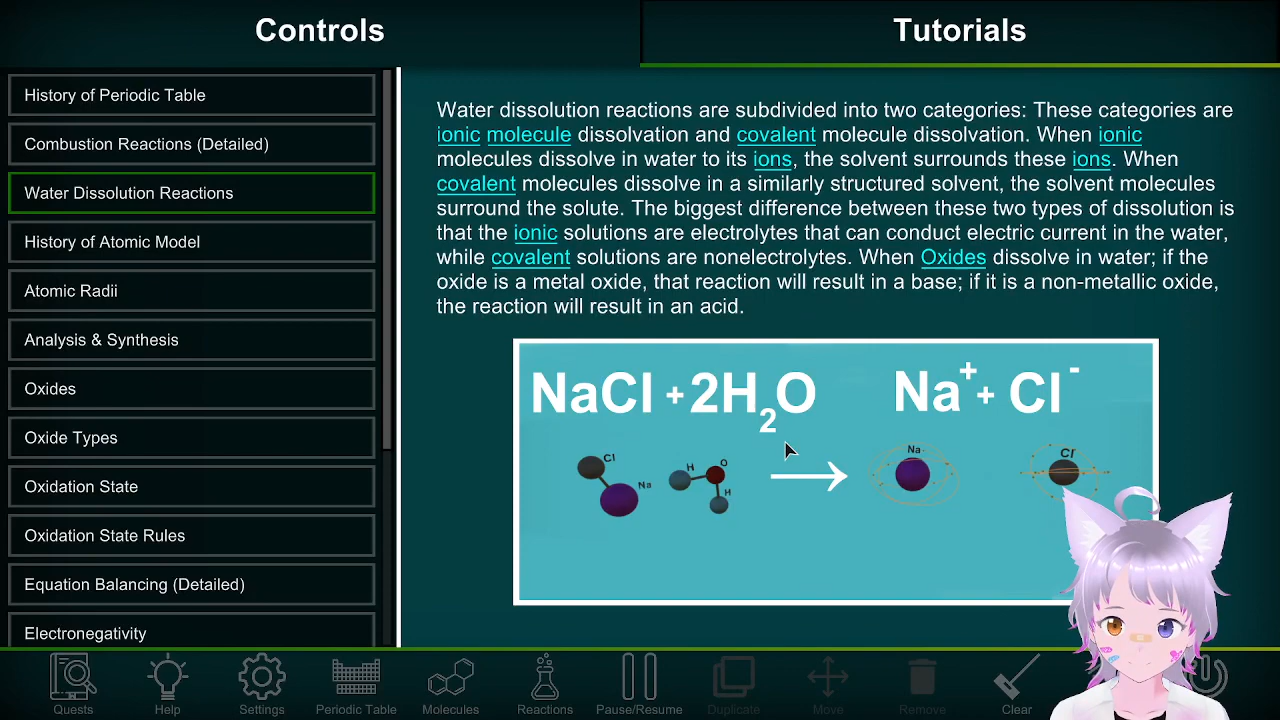 Controls
Tutorials
History of Periodic Table
Combustion Reactions (Detailed)
Water Dissolution Reactions
History of Atomic Model
Atomic Radii
Analysis & Synthesis
Oxides
Oxide Types
Oxidation State
Oxidation State Rules
Equation Balancing (Detailed)
Electronegativity
Water dissolution reactions are subdivided into two categories: These categories are
ionic molecule dissolvation and covalent molecule dissolvation. When ionic
molecules dissolve in water to its ions, the solvent surrounds these ions. When
covalent molecules dissolve in a similarly structured solvent, the solvent molecules
surround the solute. The biggest difference between these two types of dissolution is
that the ionic solutions are electrolytes that can conduct electric current in the water,
while covalent solutions are nonelectrolytes. When Oxides dissolve in water; if the
oxide is a metal oxide, that reaction will result in a base; if it is a non-metallic oxide,
the reaction will result in an acid.
NaCl + 2H₂O → Na⁺ + Cl⁻
Cl
Na
H
O
H
Na
Cl
Quests
Help
Settings
Periodic Table
Molecules
Reactions
Pause/Resume
Duplicate
Move
Remove
Clear